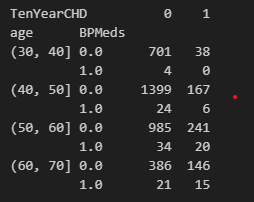 TenYearCHD 0 1
age BPMeds
(30, 40] 0.0 701 38
1.0 4 0
(40, 50] 0.0 1399 167
1.0 24 6
(50, 60] 0.0 985 241
1.0 34 20
(60, 70] 0.0 386 146
1.0 21 15